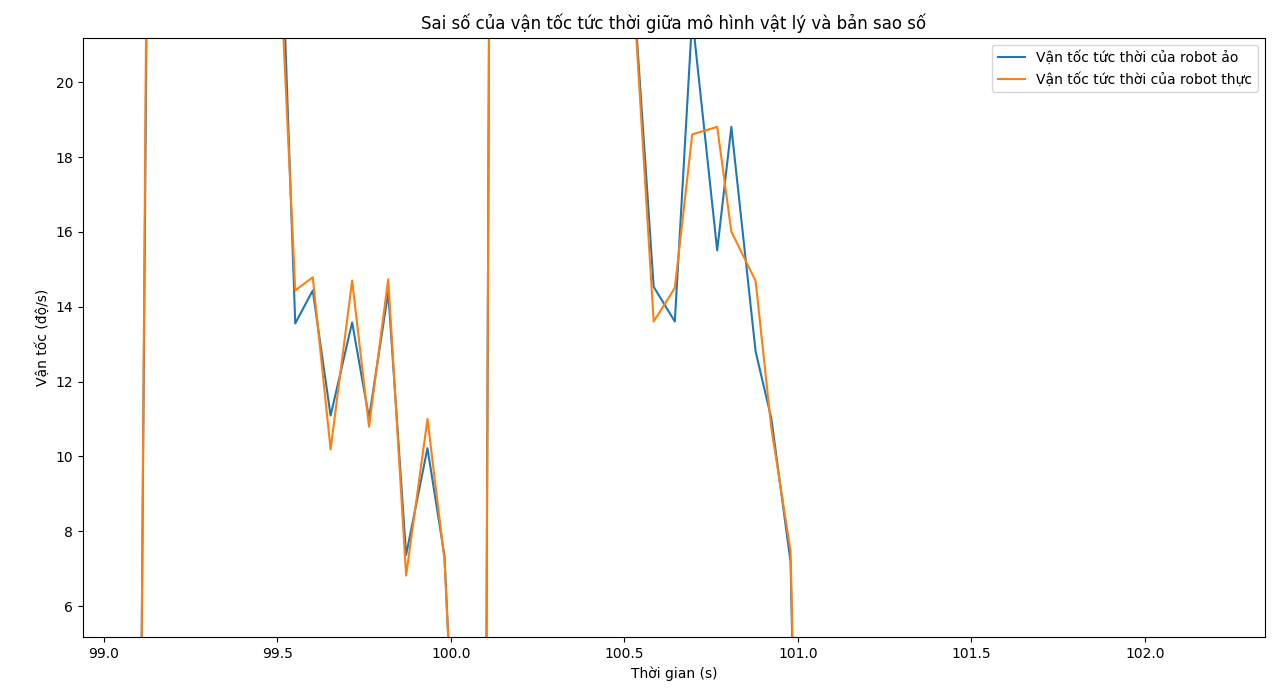 Sai số của vận tốc tức thời giữa mô hình vật lý và bản sao số
Vận tốc tức thời của robot ảo
Vận tốc tức thời của robot thực
Vận tốc (độ/s)
20
18
16
14
12
10
8
6
99.0 99.5 100.0 100.5 101.0 101.5 102.0
Thời gian (s)